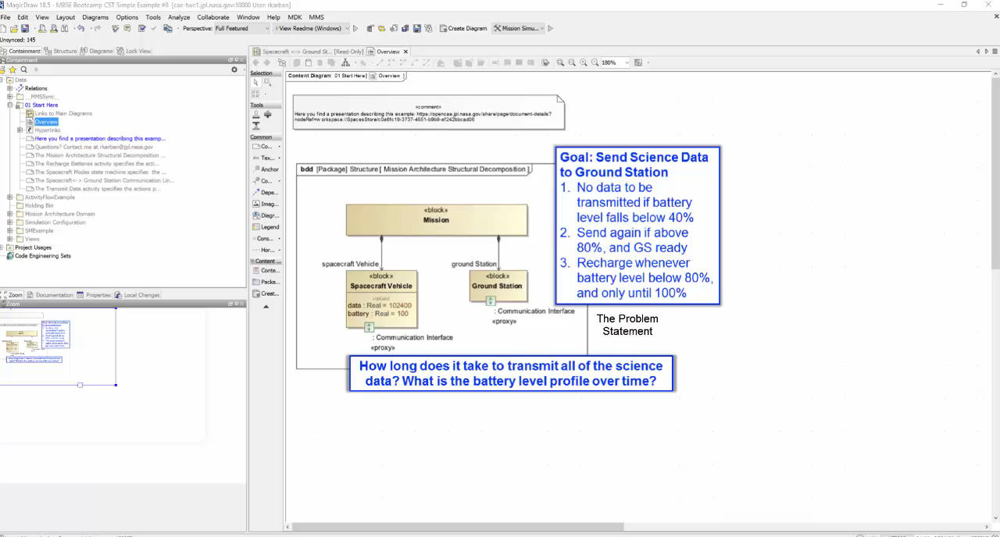 MagicDraw 18.5 - MBSE Bootcamp CST Simple Example #8 [cae-twc1.jpl.nasa.gov:10000 User: rkarban]
File Edit View Layout Diagrams Options Tools Analyze Collaborate Window Help MDK MMS
Perspective: Full Featured View Readme (Windows) Create Diagram Mission Simu...
Unsynced: 145
Containment Structure Diagrams Lock View
Containment
Data
Relations
__MMSSync__
01 Start Here
Links to Main Diagrams
Overview
Hyperlinks
Here you find a presentation describing this examp...
Questions? Contact me at rkarban@jpl.nasa.gov
The Mission Architecture Structural Decomposition ...
The Recharge Batteries activity specifies the acti...
The Spacecraft Modes state machine specifies the ...
The Spacecraft<-> Ground Station Communication Lin...
The Transmit Data activity specifies the actions p...
ActivityFlowExample
Holding Bin
Mission Architecture Domain
Simulation Configuration
SMExample
Views
Project Usages
Code Engineering Sets
Zoom Documentation Properties Local Changes
Zoom
Spacecraft <-> Ground St... [Read-Only] Overview
180%
Selection
Tools
Common
Co...
Tex...
Anchor
Co...
Depe...
Imag...
Diagr...
Legend
Cons...
Hor...
Content
Conte...
Packa...
Creat...
Content Diagram 01 Start Here [ Overview ]
«comment»
Here you find a presentation describing this example: https://opencae.jpl.nasa.gov/share/page/document-details?
nodeRef=w orkspace://SpacesStore/c0a6fc19-3737-4551-b9b9-af242bbcad06
bdd [Package] Structure [ Mission Architecture Structural Decomposition ]
«block»
Mission
spacecraft Vehicle
ground Station
«block»
Spacecraft Vehicle
values
data : Real = 102400
battery : Real = 100
: Communication Interface
«proxy»
«block»
Ground Station
: Communication Interface
«proxy»
Goal: Send Science Data
to Ground Station
1. No data to be
transmitted if battery
level falls below 40%
2. Send again if above
80%, and GS ready
3. Recharge whenever
battery level below 80%,
and only until 100%
The Problem
Statement
How long does it take to transmit all of the science
data? What is the battery level profile over time?